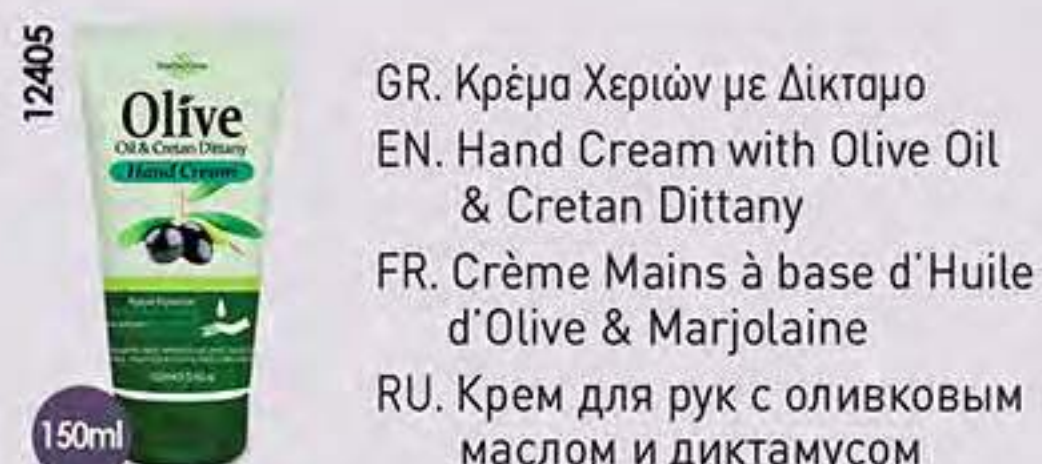 12405
Olive
Oil & Cretan Dittany
Hand Cream
150ml
GR. Κρέμα Χεριών με Δίκταμο
EN. Hand Cream with Olive Oil
& Cretan Dittany
FR. Crème Mains à base d'Huile
d'Olive & Marjolaine
RU. Крем для рук с оливковым
маслом и диктамусом